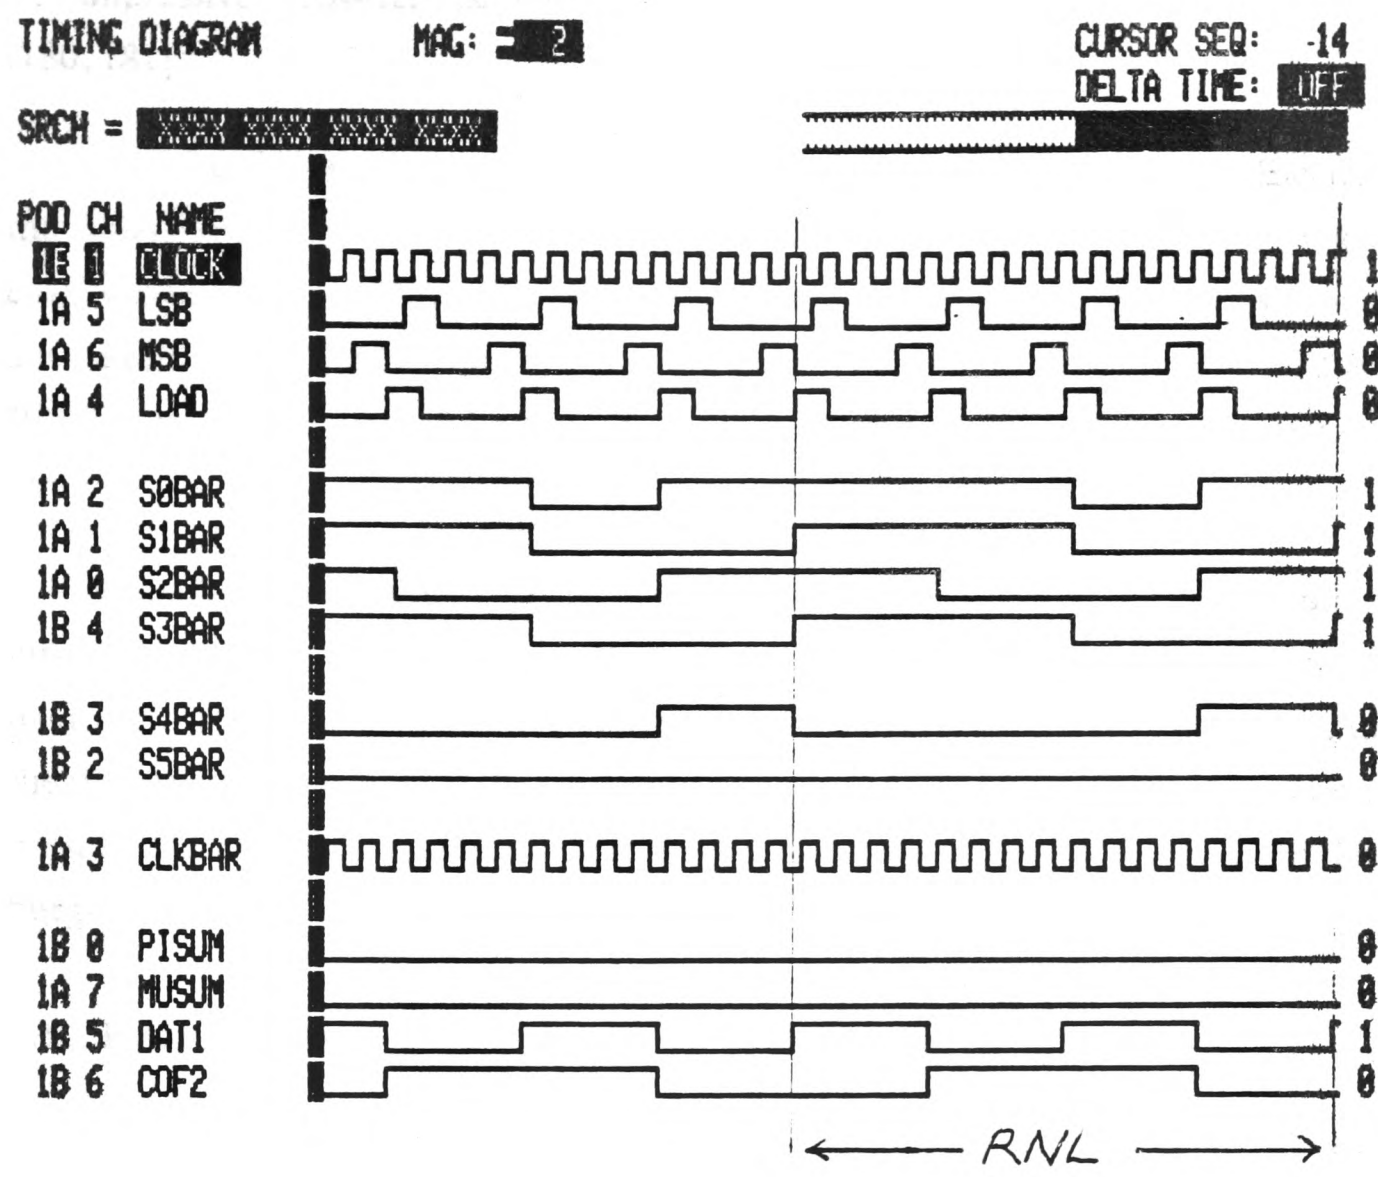 TIMING DIAGRAM MAG: 2 CURSOR SEQ: -14
DELTA TIME: OFF
SRCH = XXXX XXXX XXXX XXXX
POD CH NAME
1E 1 CLOCK 1
1A 5 LSB 0
1A 6 MSB 0
1A 4 LOAD 0
1A 2 S0BAR 1
1A 1 S1BAR 1
1A 0 S2BAR 1
1B 4 S3BAR 1
1B 3 S4BAR 0
1B 2 S5BAR 0
1A 3 CLKBAR 0
1B 0 PISUM 0
1A 7 MUSUM 0
1B 5 DAT1 1
1B 6 COF2 0
RNL